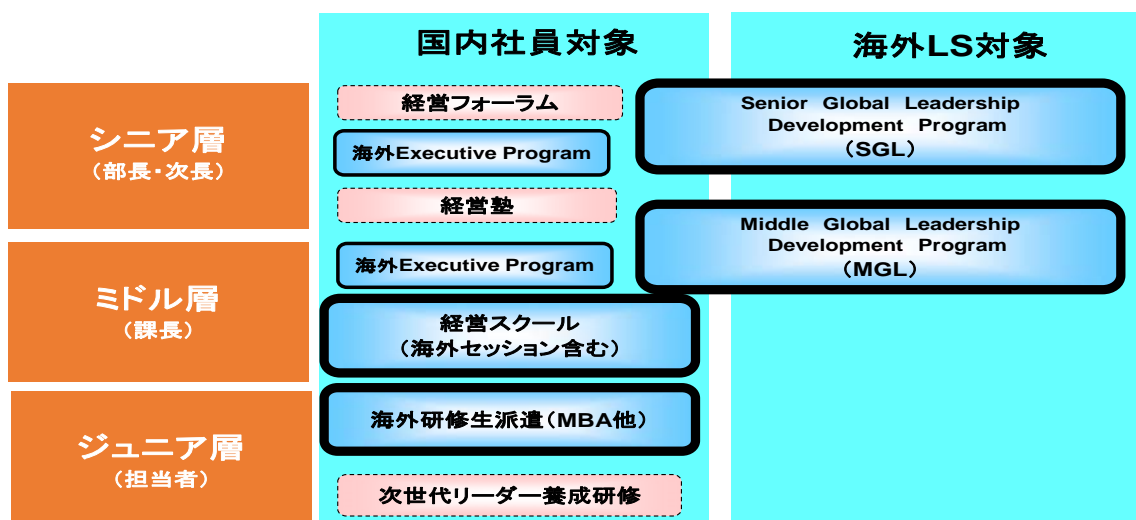 国内社員対象
海外LS対象
シニア層
（部長・次長）
経営フォーラム
海外Executive Program
経営塾
Senior Global Leadership
Development Program
（SGL）
ミドル層
（課長）
海外Executive Program
経営スクール
（海外セッション含む）
Middle Global Leadership
Development Program
（MGL）
ジュニア層
（担当者）
海外研修生派遣（MBA他）
次世代リーダー養成研修